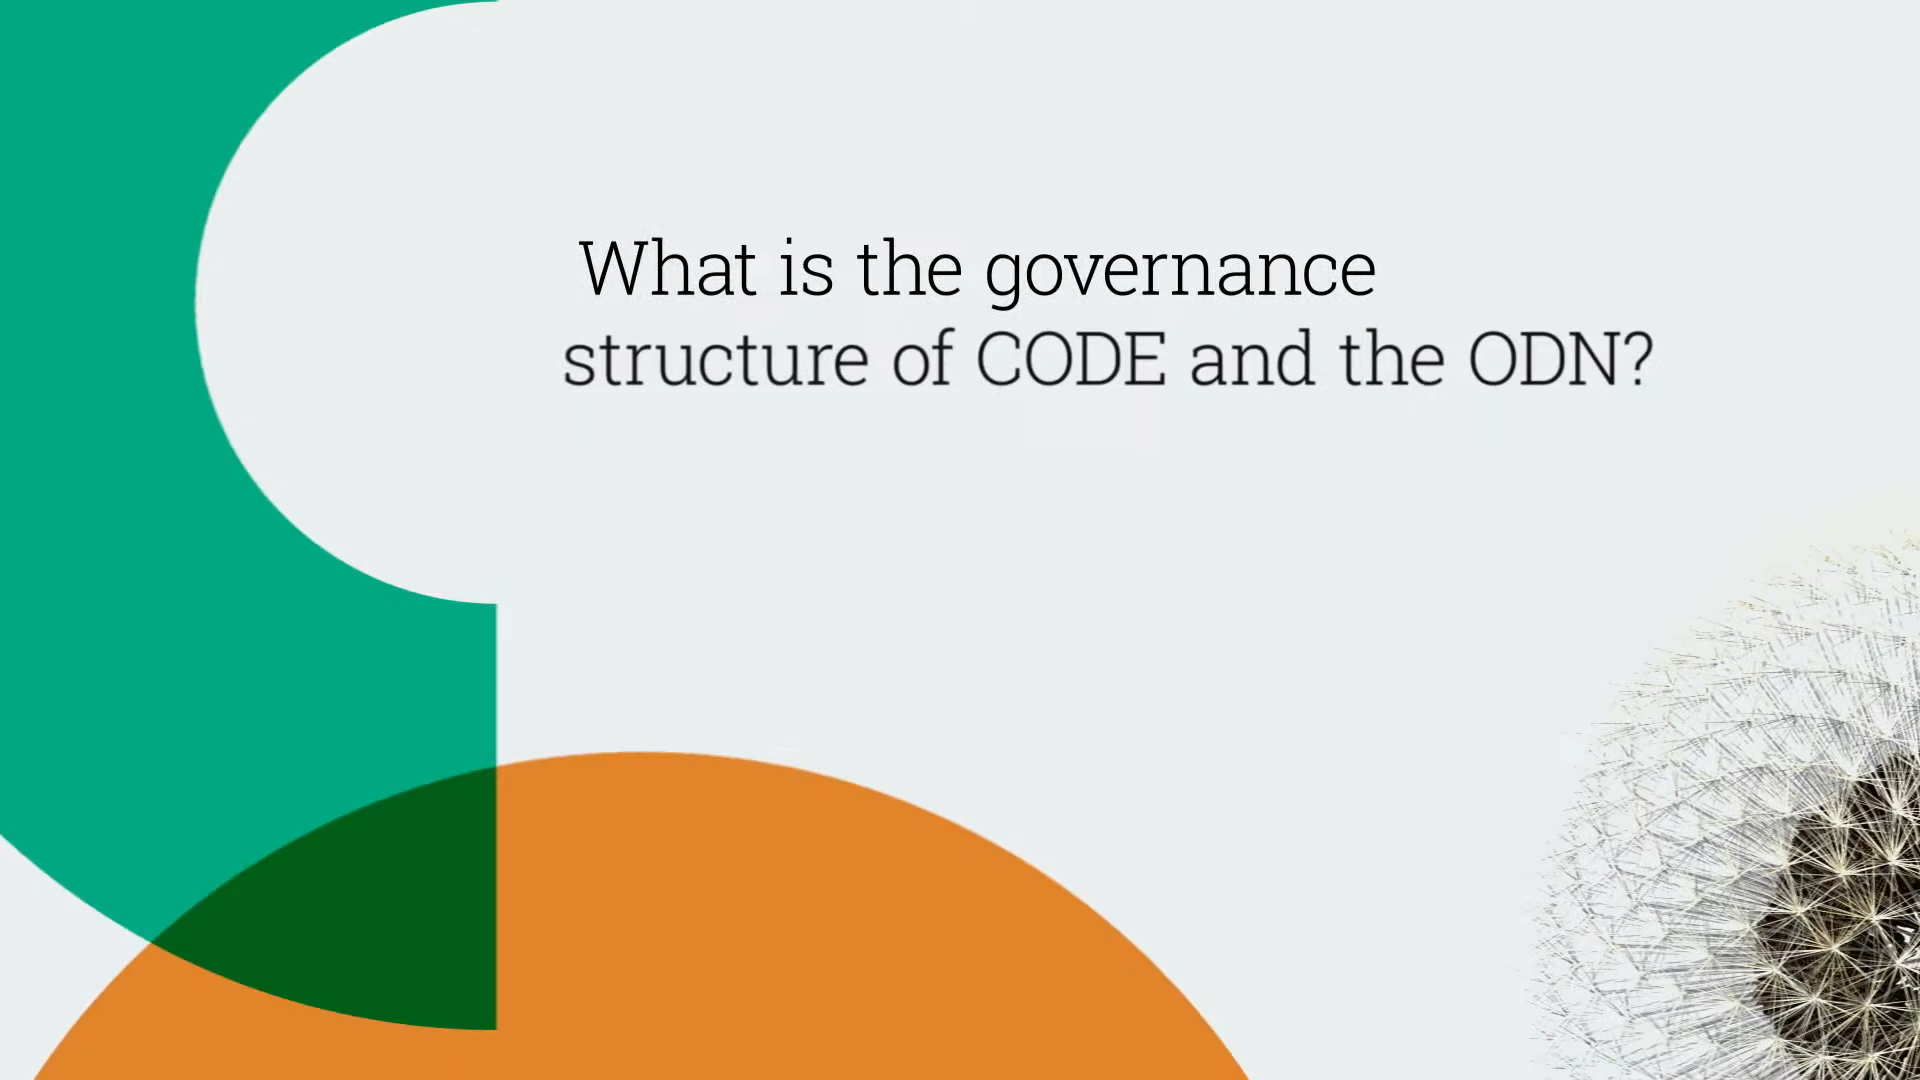 What is the governance
structure of CODE and the ODN?